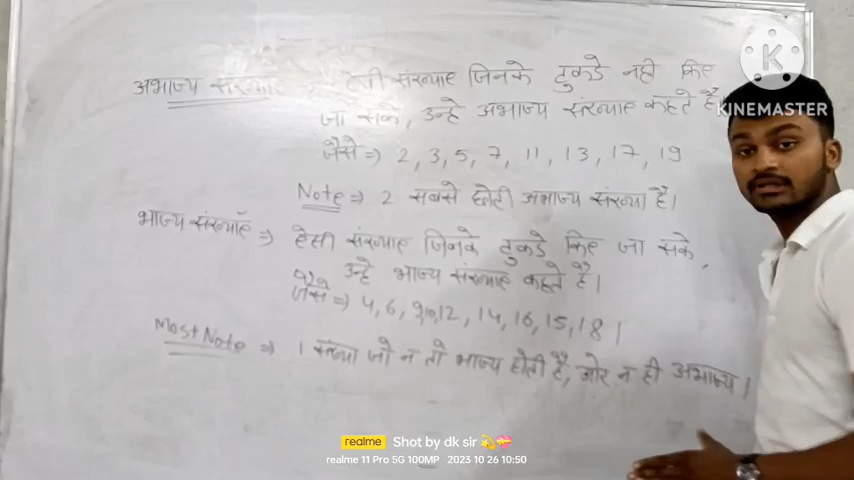 अभाज्य संख्याए ऐसी संख्याए जिनके टुकडे नही किए
जा सके, उन्हे अभाज्य संख्याए कहते है।
जैसे => 2, 3, 5, 7, 11, 13, 17, 19
Note => 2 सबसे छोटी अभाज्य संख्या है।
भाज्य संख्याएँ => ऐसी संख्याए जिनके टुकडे किए जा सके,
उन्हे भाज्य संख्याए कहते है।
जैसे => 4, 6, 9,10,12, 14, 16, 15, 18 |
Most Note => 1 संख्या जो न तो भाज्य होती है, और न ही अभाज्य।
K
KINEMASTER
realme Shot by dk sir 💫💝
realme 11 Pro 5G 100MP 2023 10 26 10:50